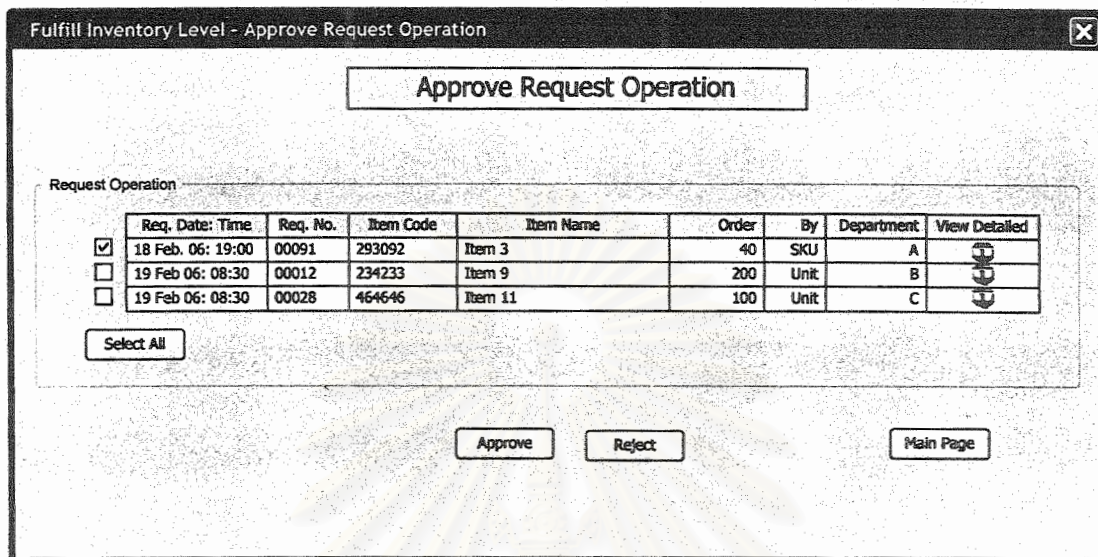 Fulfill Inventory Level - Approve Request Operation
Approve Request Operation
Request Operation
Req. Date: Time Req. No. Item Code Item Name Order By Department View Detailed
18 Feb. 06: 19:00 00091 293092 Item 3 40 SKU A
19 Feb 06: 08:30 00012 234233 Item 9 200 Unit B
19 Feb 06: 08:30 00028 464646 Item 11 100 Unit C
Select All
Approve Reject Main Page